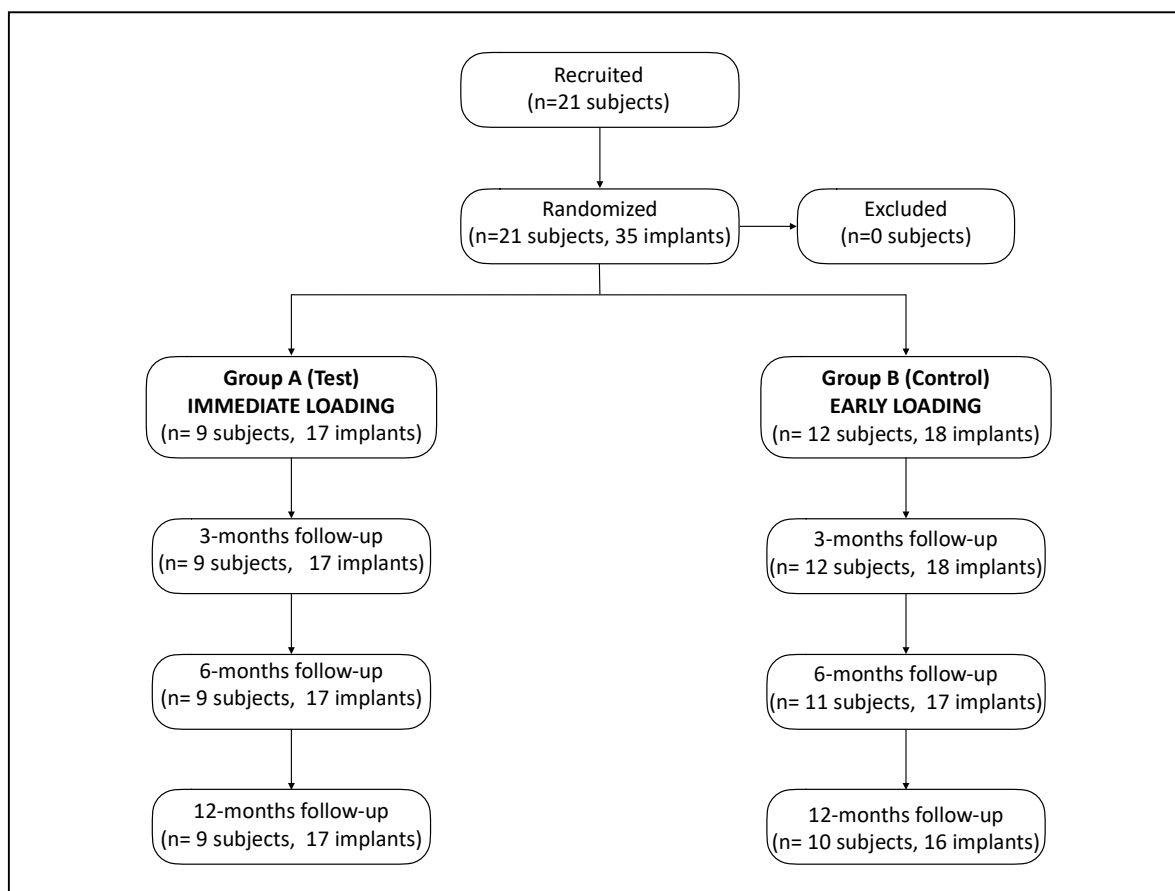 Recruited
(n=21 subjects)
Randomized
(n=21 subjects, 35 implants)
Excluded
(n=0 subjects)
Group A (Test)
IMMEDIATE LOADING
(n= 9 subjects, 17 implants)
Group B (Control)
EARLY LOADING
(n= 12 subjects, 18 implants)
3-months follow-up
(n= 9 subjects, 17 implants)
3-months follow-up
(n= 12 subjects, 18 implants)
6-months follow-up
(n= 9 subjects, 17 implants)
6-months follow-up
(n= 11 subjects, 17 implants)
12-months follow-up
(n= 9 subjects, 17 implants)
12-months follow-up
(n= 10 subjects, 16 implants)